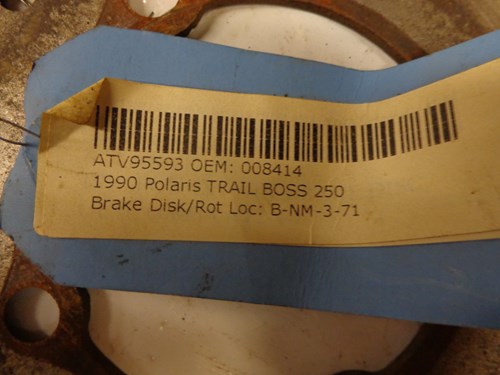 ATV95593 OEM: 008414
1990 Polaris TRAIL BOSS 250
Brake Disk/Rot Loc: B-NM-3-71